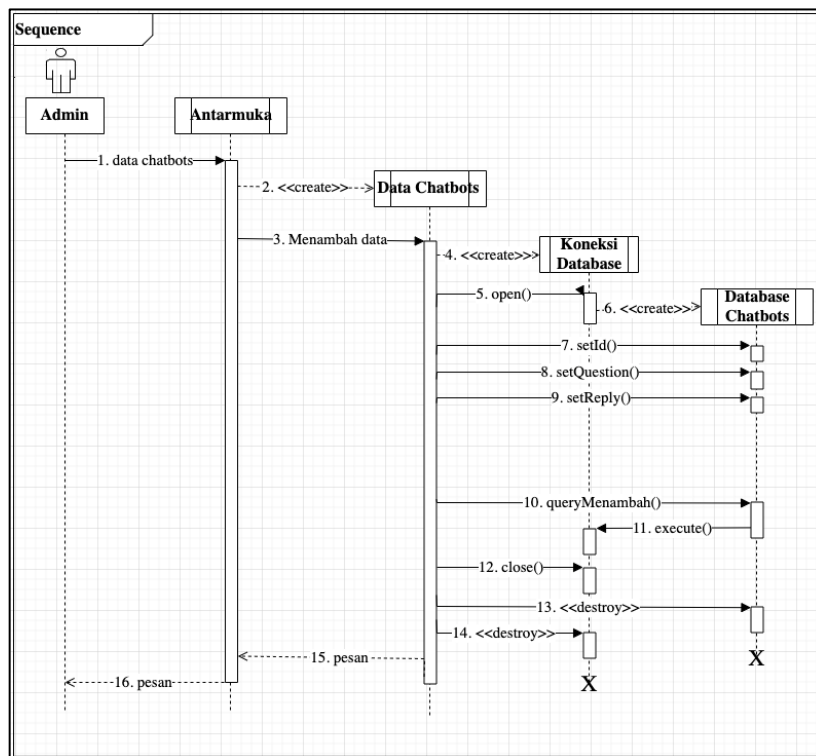 Sequence
Admin
Antarmuka
1. data chatbots
2. <<create>>
Data Chatbots
3. Menambah data
4. <<create>>>
Koneksi
Database
5. open()
6. <<create>>
Database
Chatbots
7. setId()
8. setQuestion()
9. setReply()
10. queryMenambah()
11. execute()
12. close()
13. <<destroy>>
14. <<destroy>>
15. pesan
16. pesan
X
X